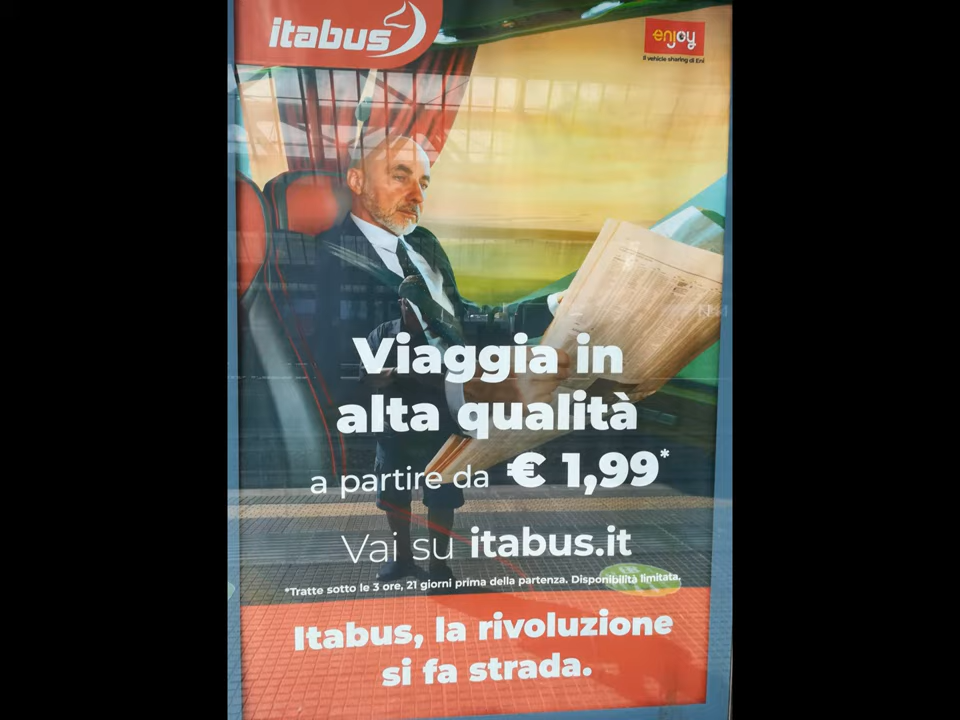 itabus
enjoy
il vehicle sharing di Eni
Viaggia in
alta qualità
a partire da € 1,99*
Vai su itabus.it
*Tratte sotto le 3 ore, 21 giorni prima della partenza. Disponibilità limitata.
Itabus, la rivoluzione
si fa strada.